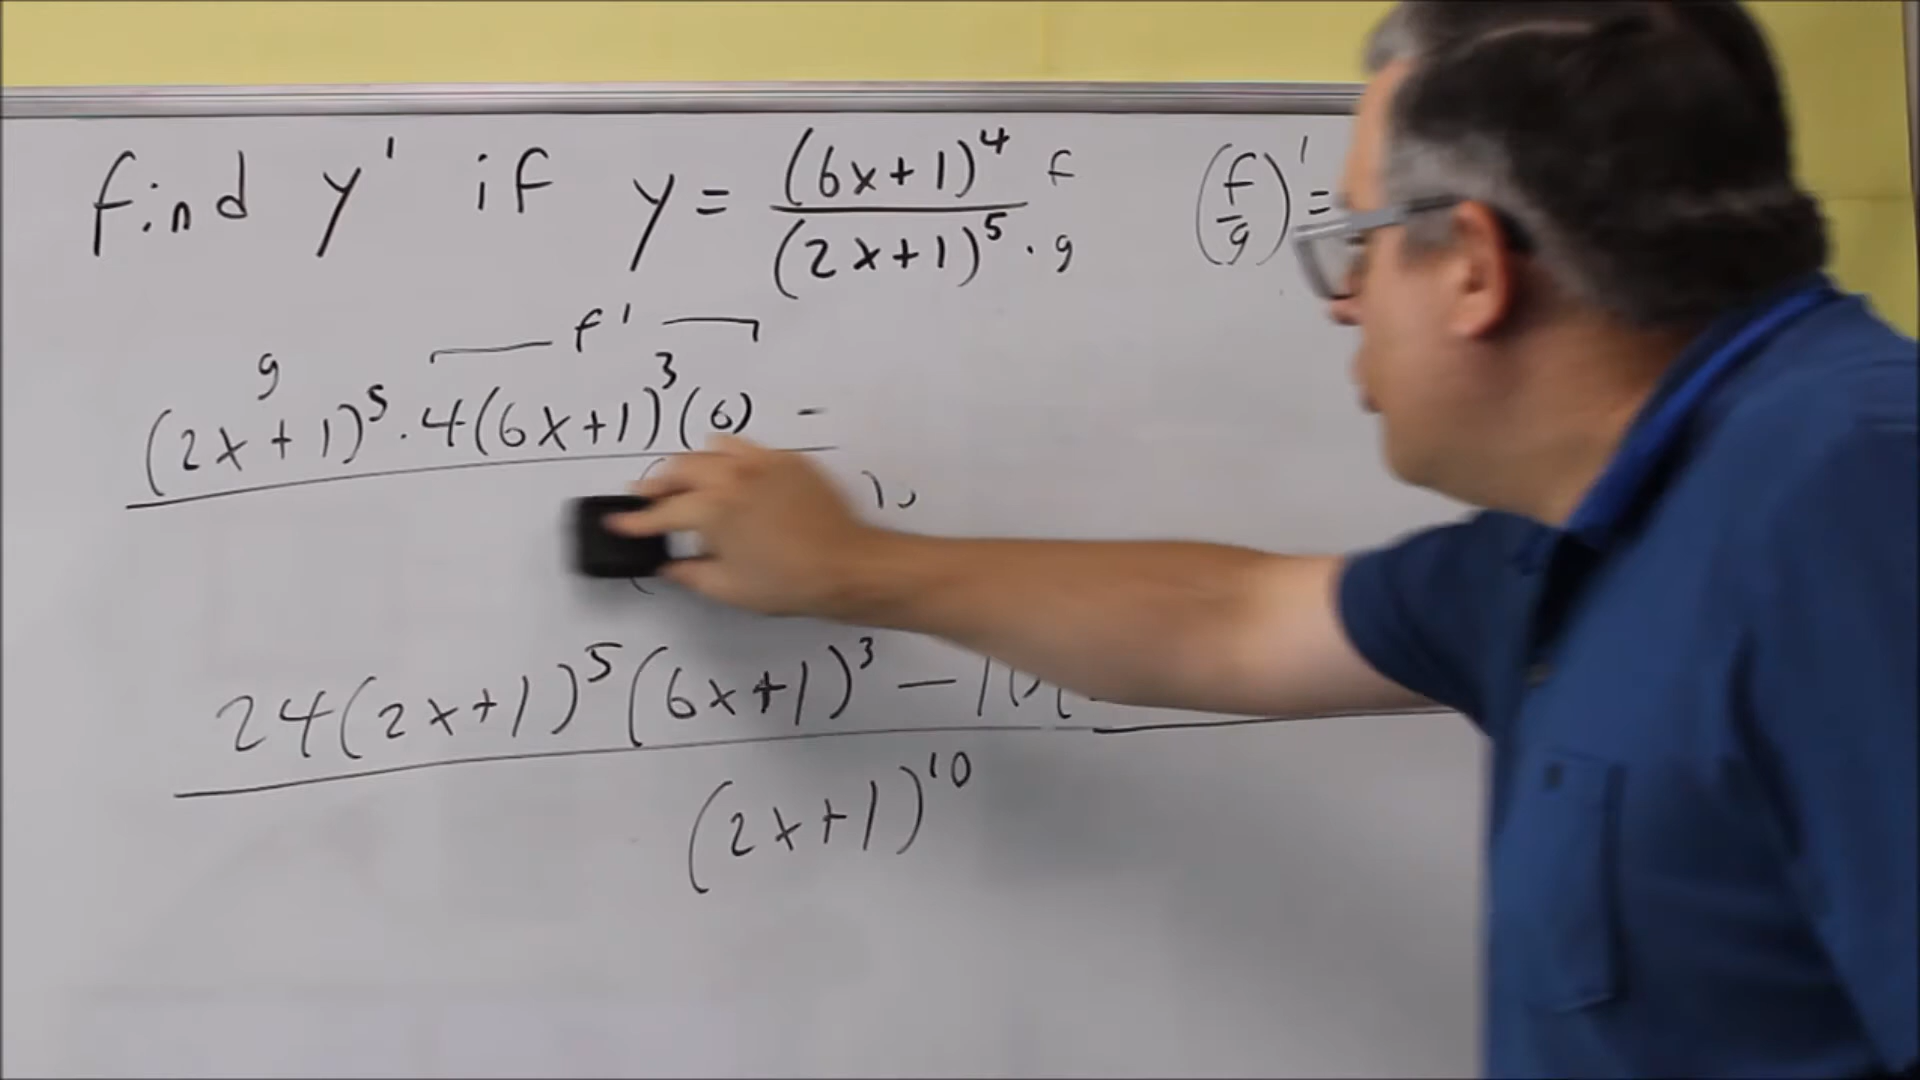 find y' if y = (6x+1)^4 f / (2x+1)^5 · g (f/g)' =
f'
g
(2x+1)^5 · 4(6x+1)^3 (6) -
24(2x+1)^5 (6x+1)^3 - 10(
(2x+1)^10